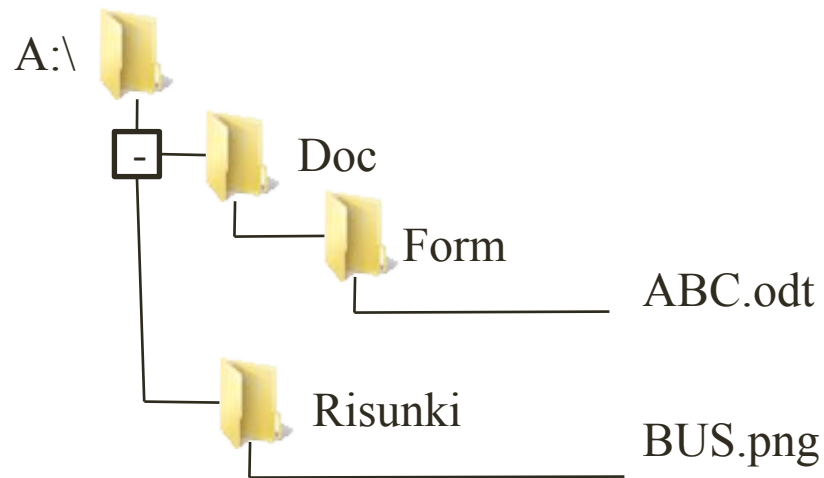 A:\
-
Doc
Form
ABC.odt
Risunki
BUS.png